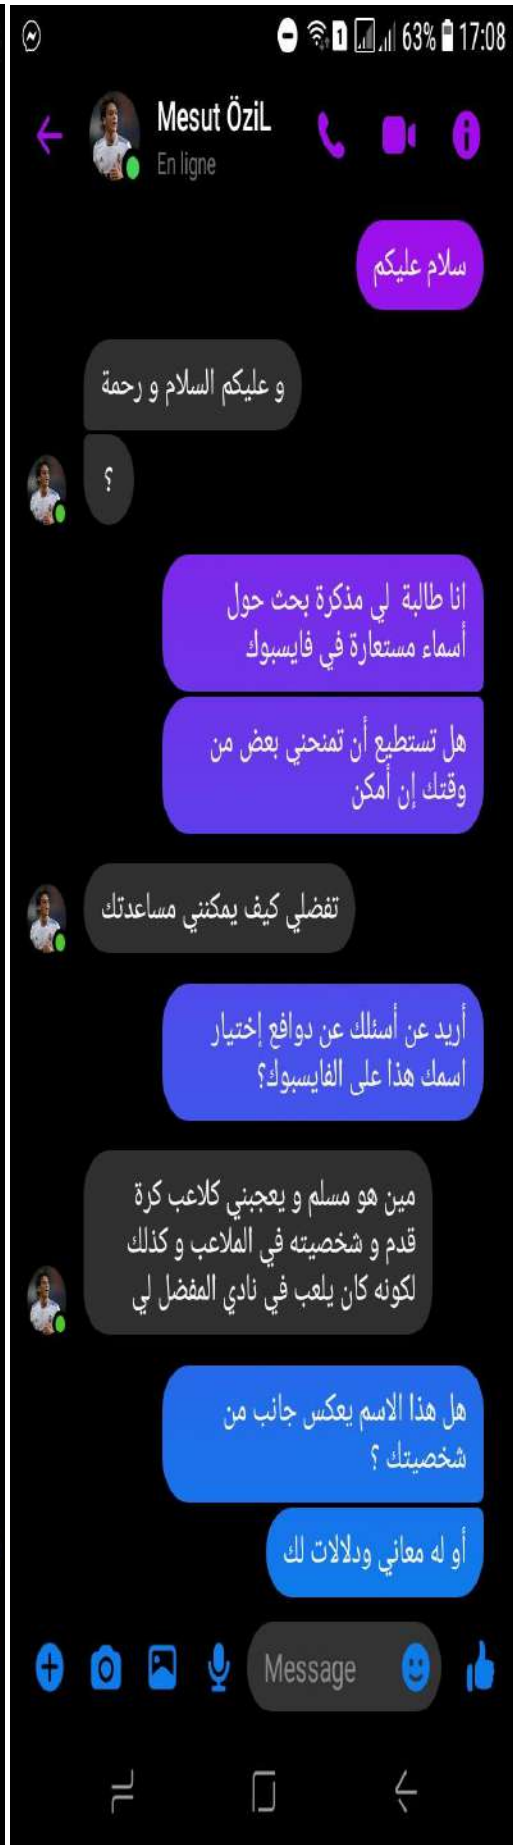 1 63% 17:08
Mesut ÖziL
En ligne
سلام عليكم
و عليكم السلام و رحمة
؟
انا طالبة لي مذكرة بحث حول
أسماء مستعارة في فايسبوك
هل تستطيع أن تمنحني بعض من
وقتك إن أمكن
تفضلي كيف يمكنني مساعدتك
أريد عن أسئلك عن دوافع إختيار
اسمك هذا على الفايسبوك؟
مين هو مسلم و يعجبني كلاعب كرة
قدم و شخصيته في الملاعب و كذلك
لكونه كان يلعب في نادي المفضل لي
هل هذا الاسم يعكس جانب من
شخصيتك ؟
أو له معاني ودلالات لك
Message